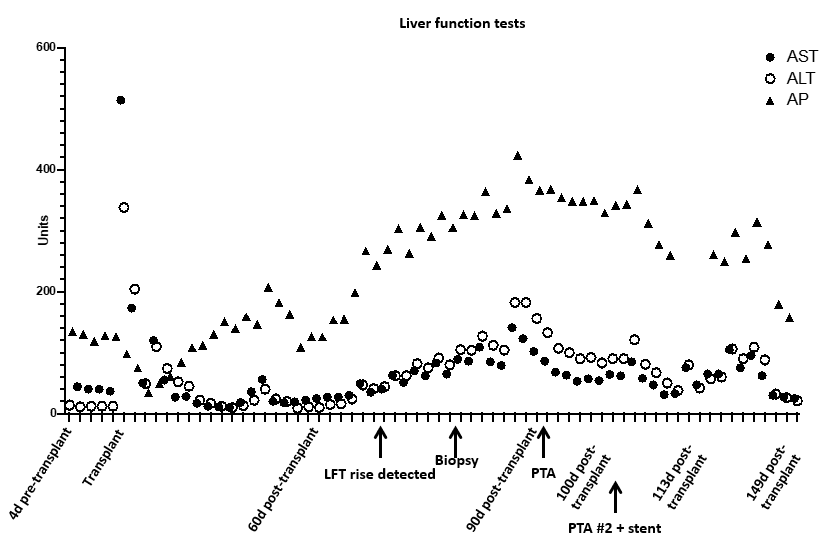 Liver function tests
AST
ALT
AP
Units
600
400
200
0
4d pre-transplant
Transplant
60d post-transplant
LFT rise detected
Biopsy
90d post-transplant
PTA
100d post-
transplant
PTA #2 + stent
113d post-
transplant
149d post-
transplant